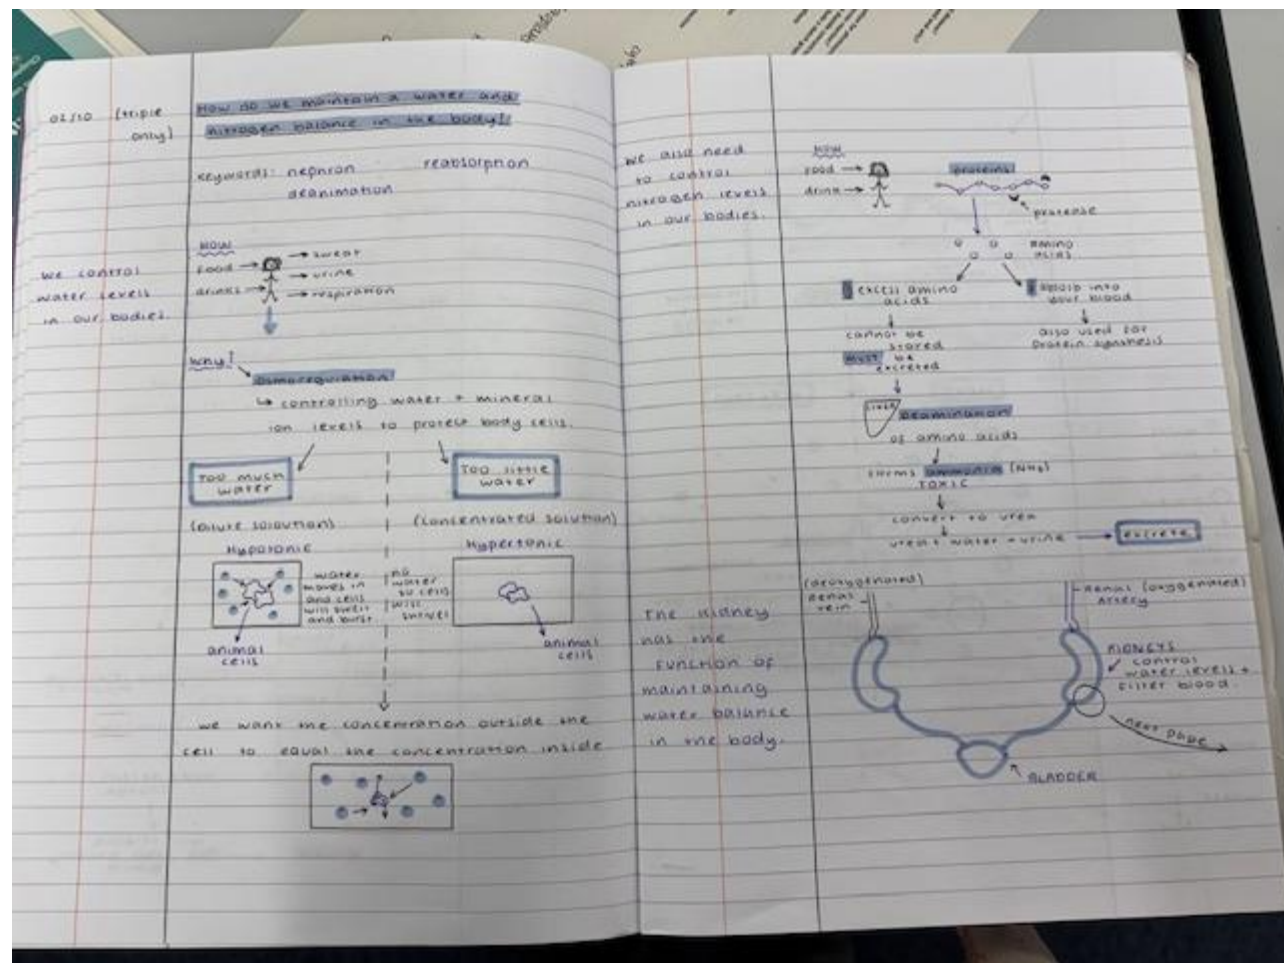 02/10 (triple
only)
How do we maintain a water and
nitrogen balance in the body?
Keywords: nephron reabsorption
deanimation
we control
water levels
in our bodies.
HOW
food
drinks
sweat
urine
respiration
Why?
osmoregulation
controlling water + mineral
ion levels to protect body cells.
Too much
water
Too little
water
(dilute solution)
(concentrated solution)
Hypotonic
Hypertonic
water
moves in
and cells
will swell
and burst
no
water
so cells
will
shrivel
animal
cells
animal
cells
we want the concentration outside the
cell to equal the concentration inside
we also need
to control
nitrogen levels
in our bodies.
HOW
food
drink
proteins
protease
amino
acids
excess amino
acids
absorb into
your blood
cannot be
stored
must be
excreted
also used for
protein synthesis
liver
Deamination
of amino acids
forms ammonia (NH3)
TOXIC
convert to urea
urea + water = urine
excrete
The kidney
has the
function of
maintaining
water balance
in the body.
(deoxygenated)
Renal
vein
Renal (oxygenated)
Artery
KIDNEYS
control
water levels +
filter blood.
next page
BLADDER